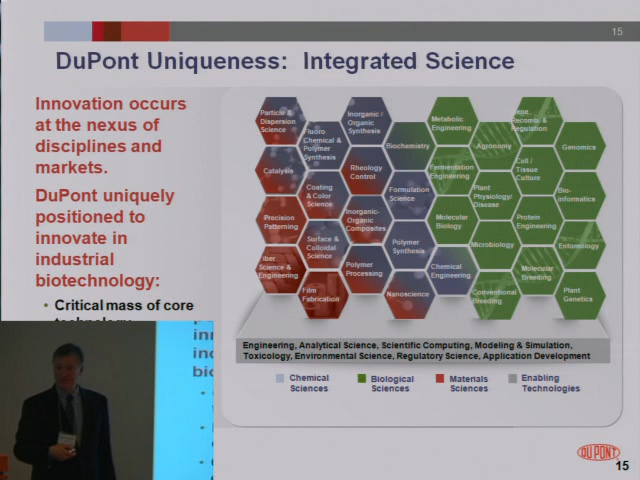 15
DuPont Uniqueness: Integrated Science
Innovation occurs
at the nexus of
disciplines and
markets.
DuPont uniquely
positioned to
innovate in
industrial
biotechnology:
• Critical mass of core
Particle &
Dispersion
Science
Catalysis
Precision
Patterning
Fiber
Science &
Engineering
Fluoro
Chemical &
Polymer
Synthesis
Coating
& Color
Science
Surface &
Colloidal
Science
Film
Fabrication
Inorganic /
Organic
Synthesis
Rheology
Control
Inorganic-
Organic
Composites
Polymer
Processing
Biochemistry
Formulation
Science
Polymer
Synthesis
Nanoscience
Metabolic
Engineering
Fermentation
Engineering
Molecular
Biology
Chemical
Engineering
Agronomy
Plant
Physiology/
Disease
Microbiology
Conventional
Breeding
Gene
Recomb. &
Regulation
Cell /
Tissue
Culture
Protein
Engineering
Molecular
Breeding
Genomics
Bio-
informatics
Entomology
Plant
Genetics
Engineering, Analytical Science, Scientific Computing, Modeling & Simulation,
Toxicology, Environmental Science, Regulatory Science, Application Development
Chemical
Sciences
Biological
Sciences
Materials
Sciences
Enabling
Technologies
DU PONT
15